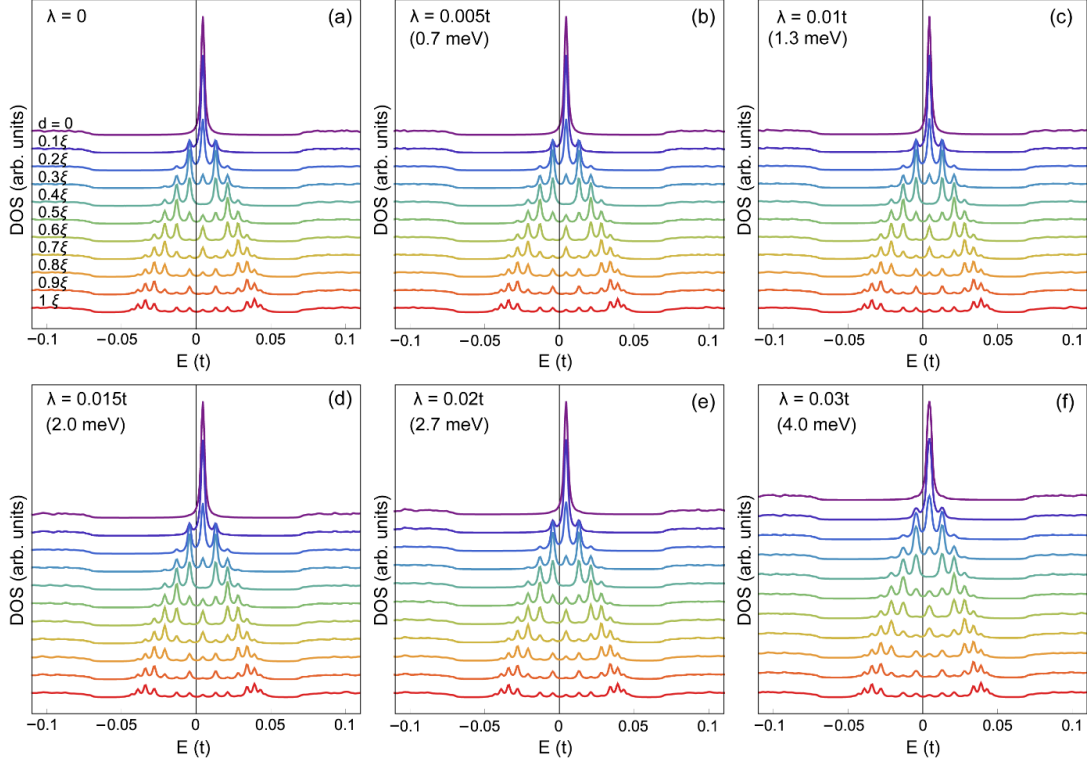 λ = 0
(a)
DOS (arb. units)
d = 0
0.1ξ
0.2ξ
0.3ξ
0.4ξ
0.5ξ
0.6ξ
0.7ξ
0.8ξ
0.9ξ
1 ξ
−0.1 −0.05 0 0.05 0.1
E (t)
λ = 0.005t
(0.7 meV)
(b)
DOS (arb. units)
−0.1 −0.05 0 0.05 0.1
E (t)
λ = 0.01t
(1.3 meV)
(c)
DOS (arb. units)
−0.1 −0.05 0 0.05 0.1
E (t)
λ = 0.015t
(2.0 meV)
(d)
DOS (arb. units)
−0.1 −0.05 0 0.05 0.1
E (t)
λ = 0.02t
(2.7 meV)
(e)
DOS (arb. units)
−0.1 −0.05 0 0.05 0.1
E (t)
λ = 0.03t
(4.0 meV)
(f)
DOS (arb. units)
−0.1 −0.05 0 0.05 0.1
E (t)